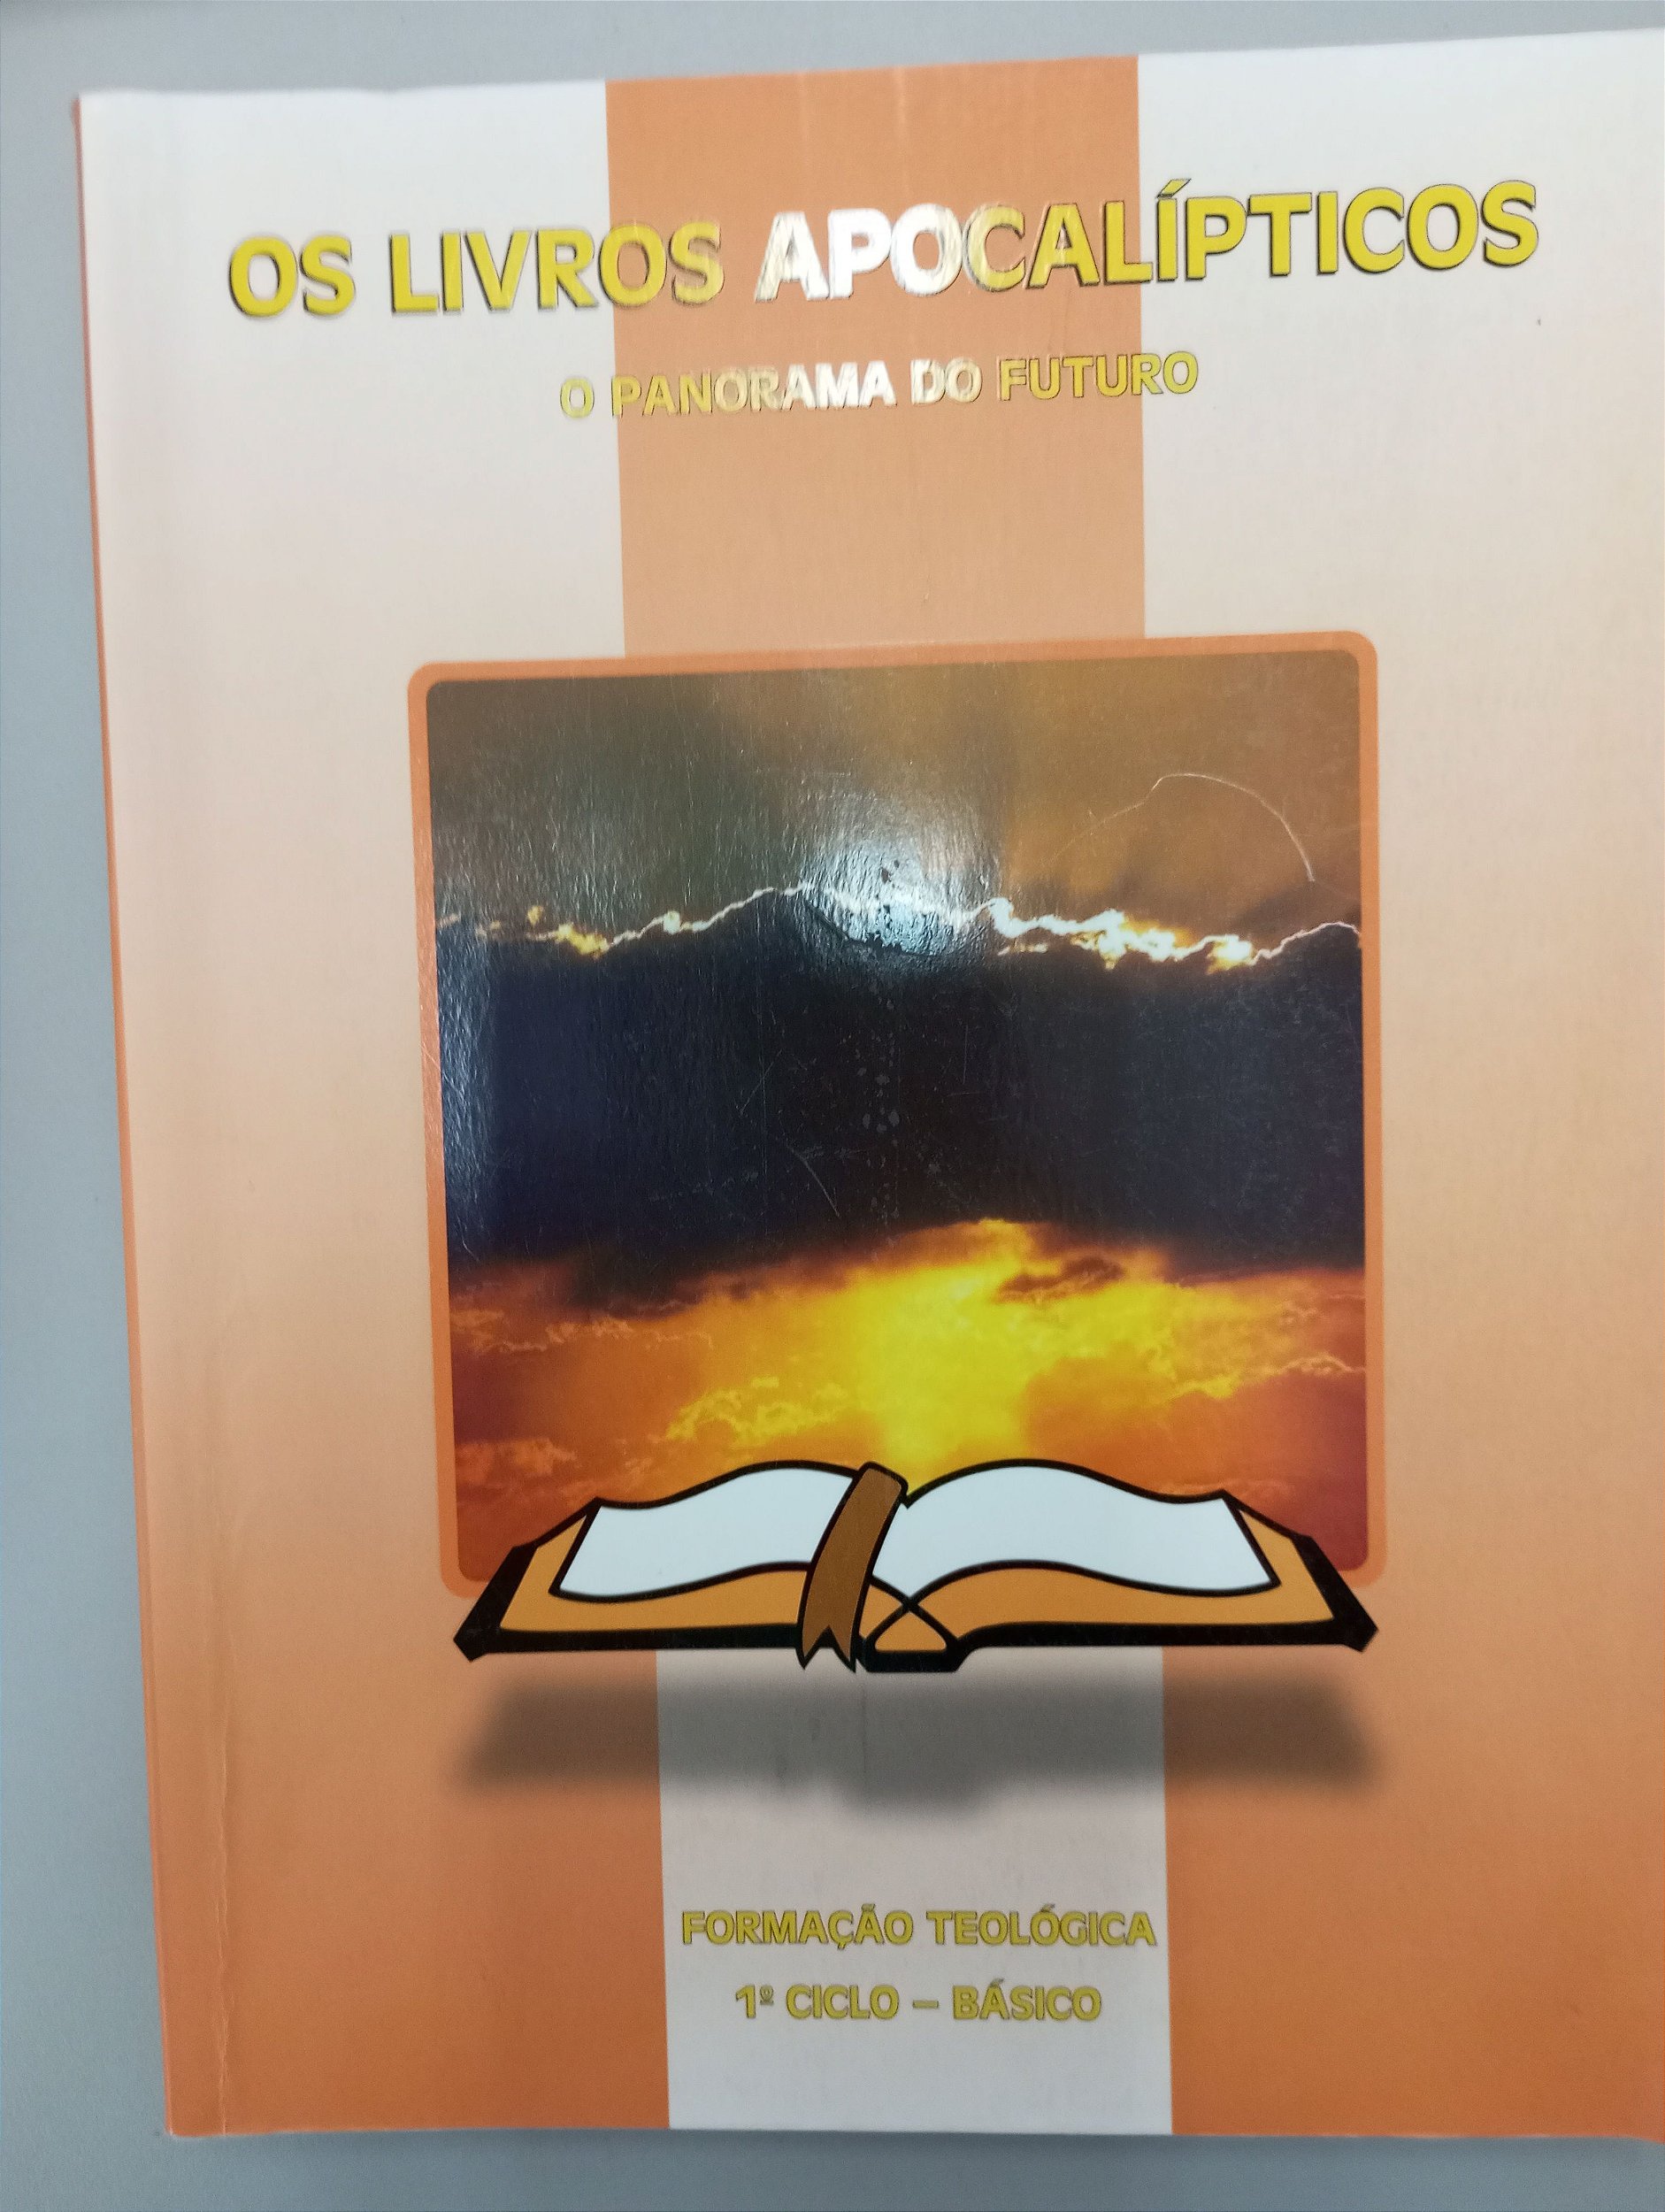 OS LIVROS APOCALÍPTICOS
O PANORAMA DO FUTURO
FORMAÇÃO TEOLÓGICA
1º CICLO – BÁSICO